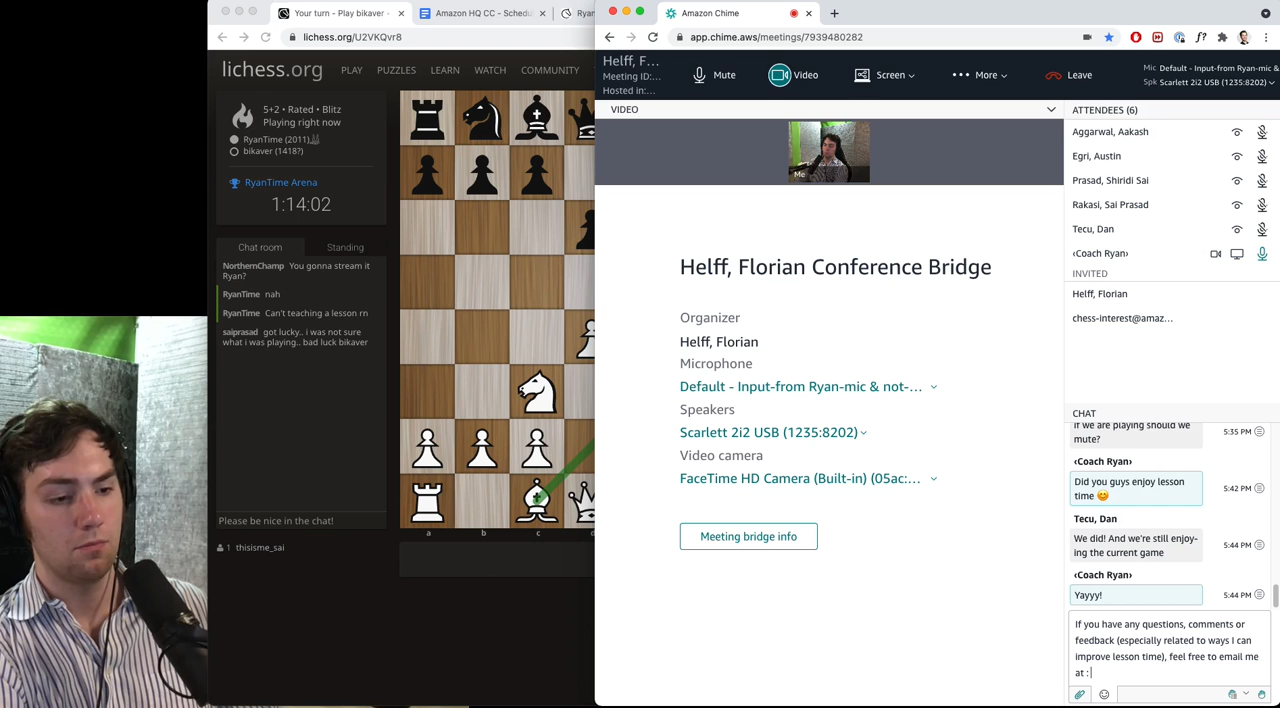 Your turn - Play bikaver
Amazon HQ CC - Schedu
Ryan
lichess.org/U2VKQvr8
lichess.org
PLAY
PUZZLES
LEARN
WATCH
COMMUNITY
5+2 • Rated • Blitz
Playing right now
RyanTime (2011)
bikaver (1418?)
RyanTime Arena
1:14:02
Chat room
Standing
NorthernChamp You gonna stream it
Ryan?
RyanTime nah
RyanTime Can't teaching a lesson rn
saiprasad got lucky.. i was not sure
what i was playing.. bad luck bikaver
Please be nice in the chat!
1 thisisme_sai
a
b
c
Amazon Chime
app.chime.aws/meetings/7939480282
f?
Helff, F...
Meeting ID:...
Hosted in:...
Mute
Video
Screen
More
Leave
Mic Default - Input-from Ryan-mic &
Spk Scarlett 2i2 USB (1235:8202)
VIDEO
Me
Helff, Florian Conference Bridge
Organizer
Helff, Florian
Microphone
Default - Input-from Ryan-mic & not-...
Speakers
Scarlett 2i2 USB (1235:8202)
Video camera
FaceTime HD Camera (Built-in) (05ac:...
Meeting bridge info
ATTENDEES (6)
Aggarwal, Aakash
Egri, Austin
Prasad, Shiridi Sai
Rakasi, Sai Prasad
Tecu, Dan
‹Coach Ryan›
INVITED
Helff, Florian
chess-interest@amaz...
CHAT
If we are playing should we
mute?
5:35 PM
‹Coach Ryan›
Did you guys enjoy lesson
time 😋
5:42 PM
Tecu, Dan
We did! And we're still enjoy-
ing the current game
5:44 PM
‹Coach Ryan›
Yayyy!
5:44 PM
If you have any questions, comments or
feedback (especially related to ways I can
improve lesson time), feel free to email me
at :